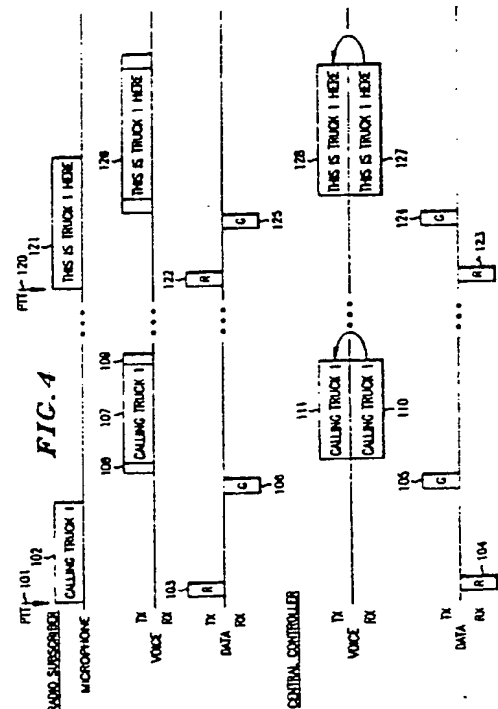 FIG. 4
RADIO SUBSCRIBER
PTT 101
102
CALLING TRUCK 1
PTT 120
121
THIS IS TRUCK 1 HERE
MICROPHONE
108
107
109
CALLING TRUCK 1
THIS IS TRUCK 1 HERE
TX
VOICE
RX
103
R
122
R
TX
DATA
RX
G
106
G
125
CENTRAL CONTROLLER
111
CALLING TRUCK 1
128
THIS IS TRUCK 1 HERE
TX
VOICE
RX
CALLING TRUCK 1
110
THIS IS TRUCK 1 HERE
127
105
G
124
G
TX
DATA
RX
R
104
R
123